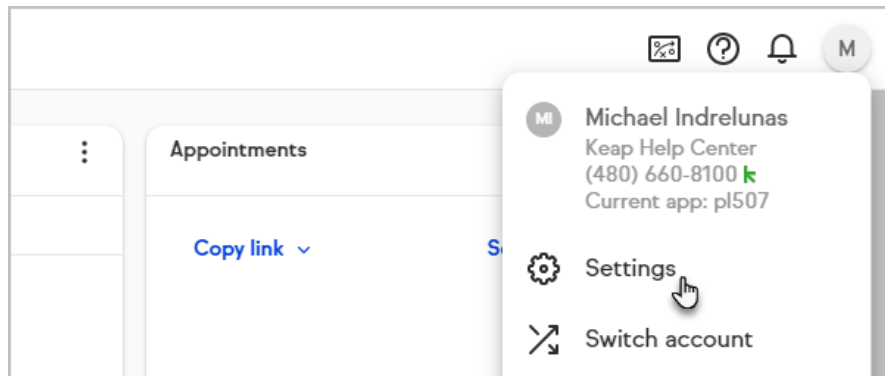 M
MI
Michael Indrelunas
Keap Help Center
(480) 660-8100
Current app: pl507
Appointments
Copy link
Settings
Switch account